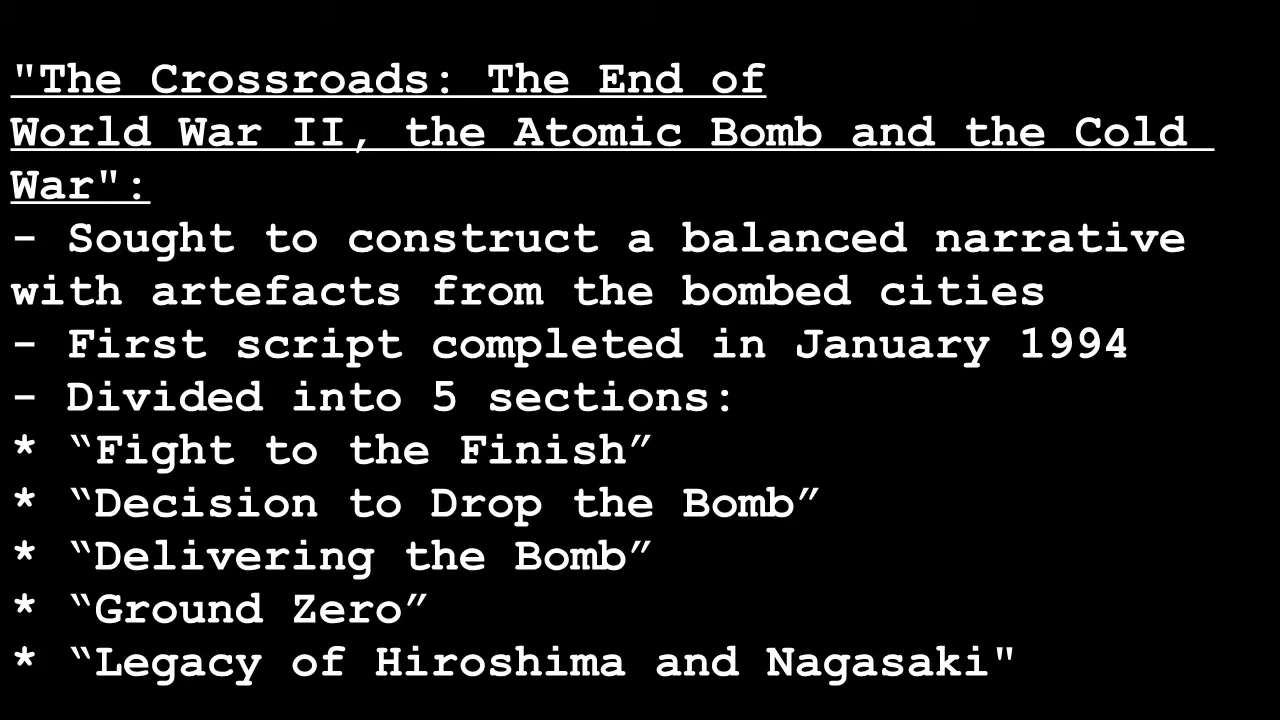 "The Crossroads: The End of
World War II, the Atomic Bomb and the Cold
War":
- Sought to construct a balanced narrative
with artefacts from the bombed cities
- First script completed in January 1994
- Divided into 5 sections:
* “Fight to the Finish”
* “Decision to Drop the Bomb”
* “Delivering the Bomb”
* “Ground Zero”
* “Legacy of Hiroshima and Nagasaki"